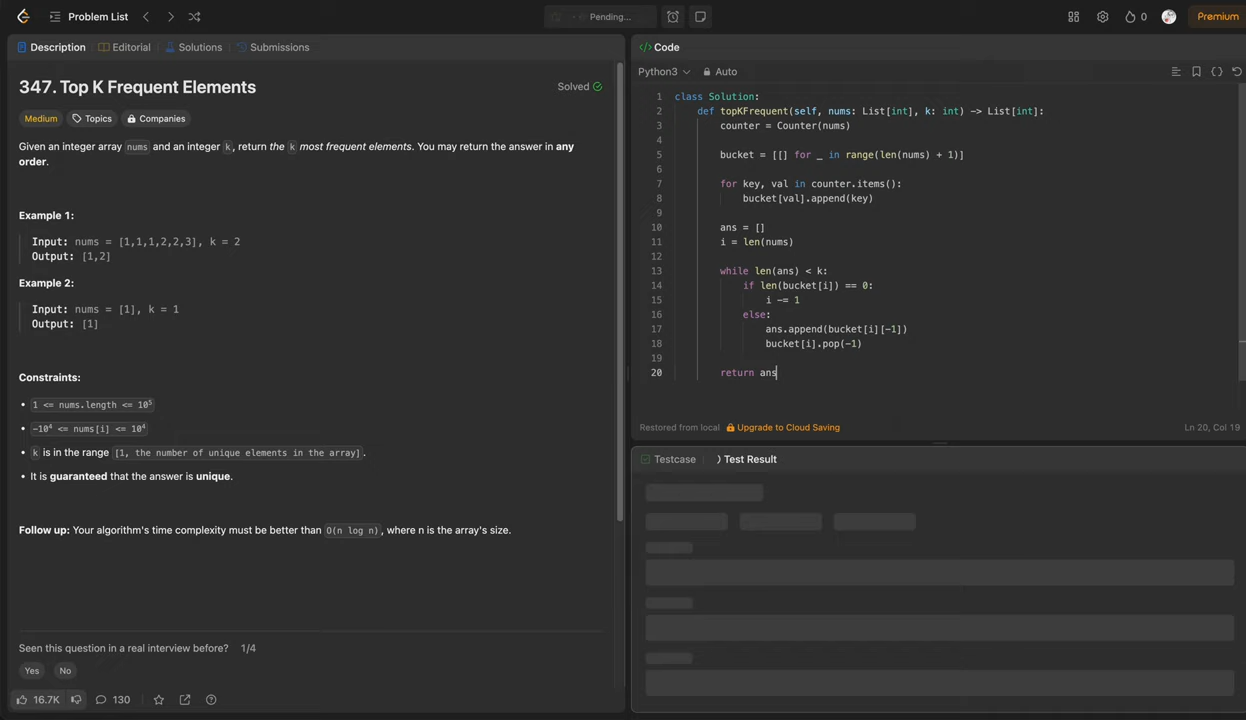 Problem List
Pending...
0
Premium
Description
Editorial
Solutions
Submissions
347. Top K Frequent Elements
Solved
Medium
Topics
Companies
Given an integer array nums and an integer k, return the k most frequent elements. You may return the answer in any
order.
Example 1:
Input: nums = [1,1,1,2,2,3], k = 2
Output: [1,2]
Example 2:
Input: nums = [1], k = 1
Output: [1]
Constraints:
• 1 <= nums.length <= 10⁵
• -10⁴ <= nums[i] <= 10⁴
• k is in the range [1, the number of unique elements in the array].
• It is guaranteed that the answer is unique.
Follow up: Your algorithm's time complexity must be better than O(n log n), where n is the array's size.
Seen this question in a real interview before? 1/4
Yes No
16.7K 130
</> Code
Python3 Auto
1 class Solution:
2 def topKFrequent(self, nums: List[int], k: int) -> List[int]:
3 counter = Counter(nums)
4
5 bucket = [[] for _ in range(len(nums) + 1)]
6
7 for key, val in counter.items():
8 bucket[val].append(key)
9
10 ans = []
11 i = len(nums)
12
13 while len(ans) < k:
14 if len(bucket[i]) == 0:
15 i -= 1
16 else:
17 ans.append(bucket[i][-1])
18 bucket[i].pop(-1)
19
20 return ans
Restored from local Upgrade to Cloud Saving Ln 20, Col 19
Testcase Test Result